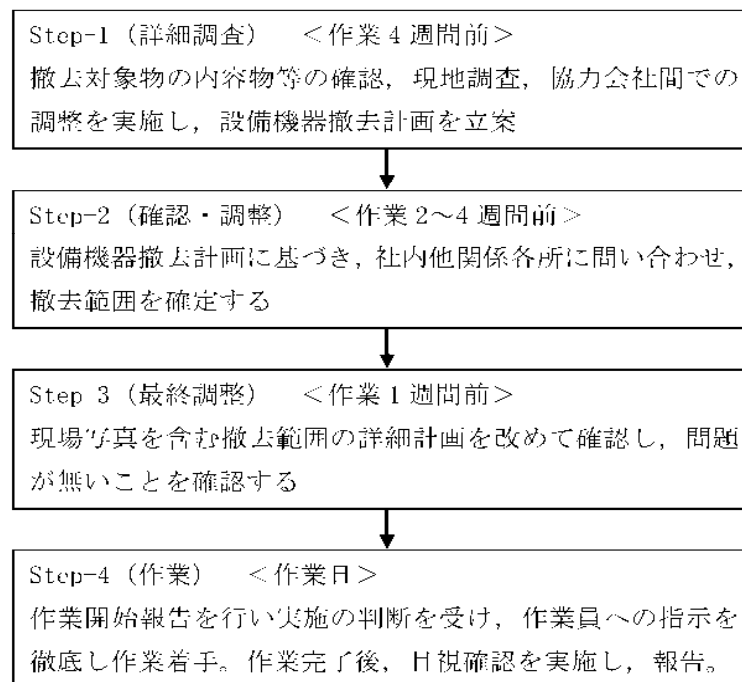 Step-1（詳細調査）　＜作業４週間前＞
撤去対象物の内容物等の確認，現地調査，協力会社間での
調整を実施し，設備機器撤去計画を立案
Step-2（確認・調整）　＜作業 2～4 週間前＞
設備機器撤去計画に基づき，社内他関係各所に問い合わせ，
撤去範囲を確定する
Step 3（最終調整）　＜作業 1 週間前＞
現場写真を含む撤去範囲の詳細計画を改めて確認し，問題
が無いことを確認する
Step-4（作業）　＜作業日＞
作業開始報告を行い実施の判断を受け，作業員への指示を
徹底し作業着手。作業完了後，目視確認を実施し，報告。